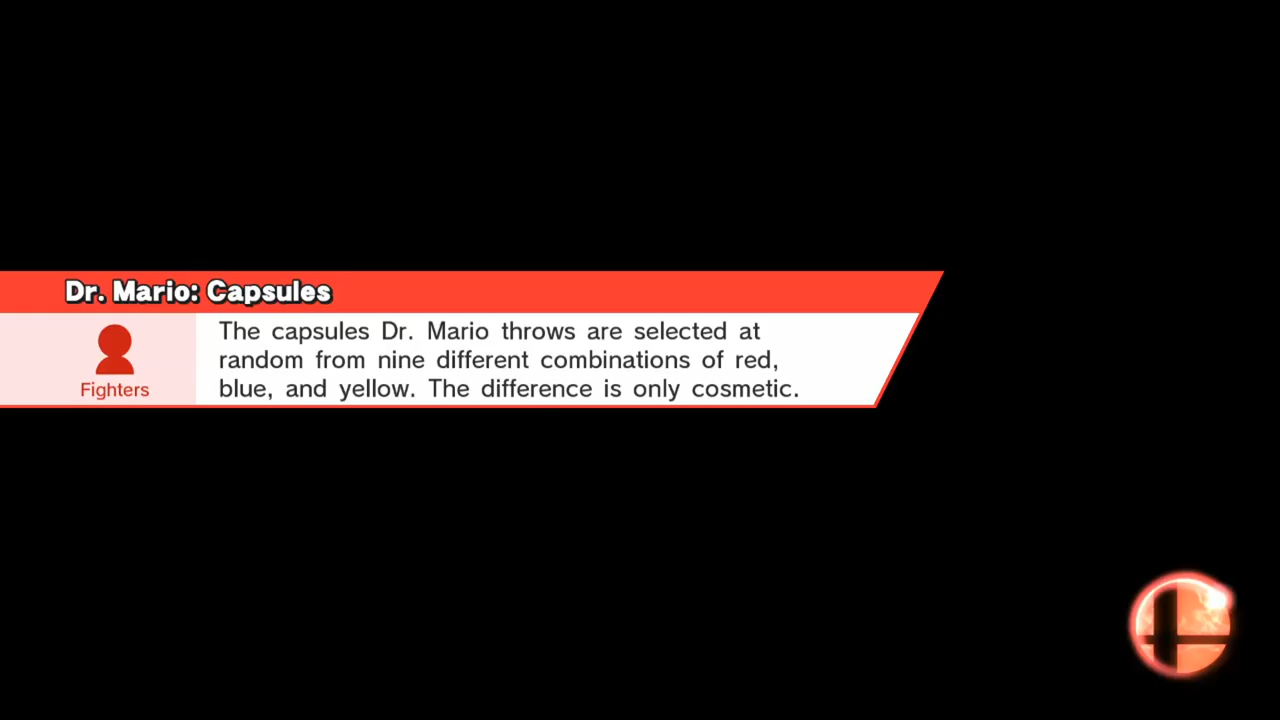 Dr. Mario: Capsules
Fighters
The capsules Dr. Mario throws are selected at
random from nine different combinations of red,
blue, and yellow. The difference is only cosmetic.